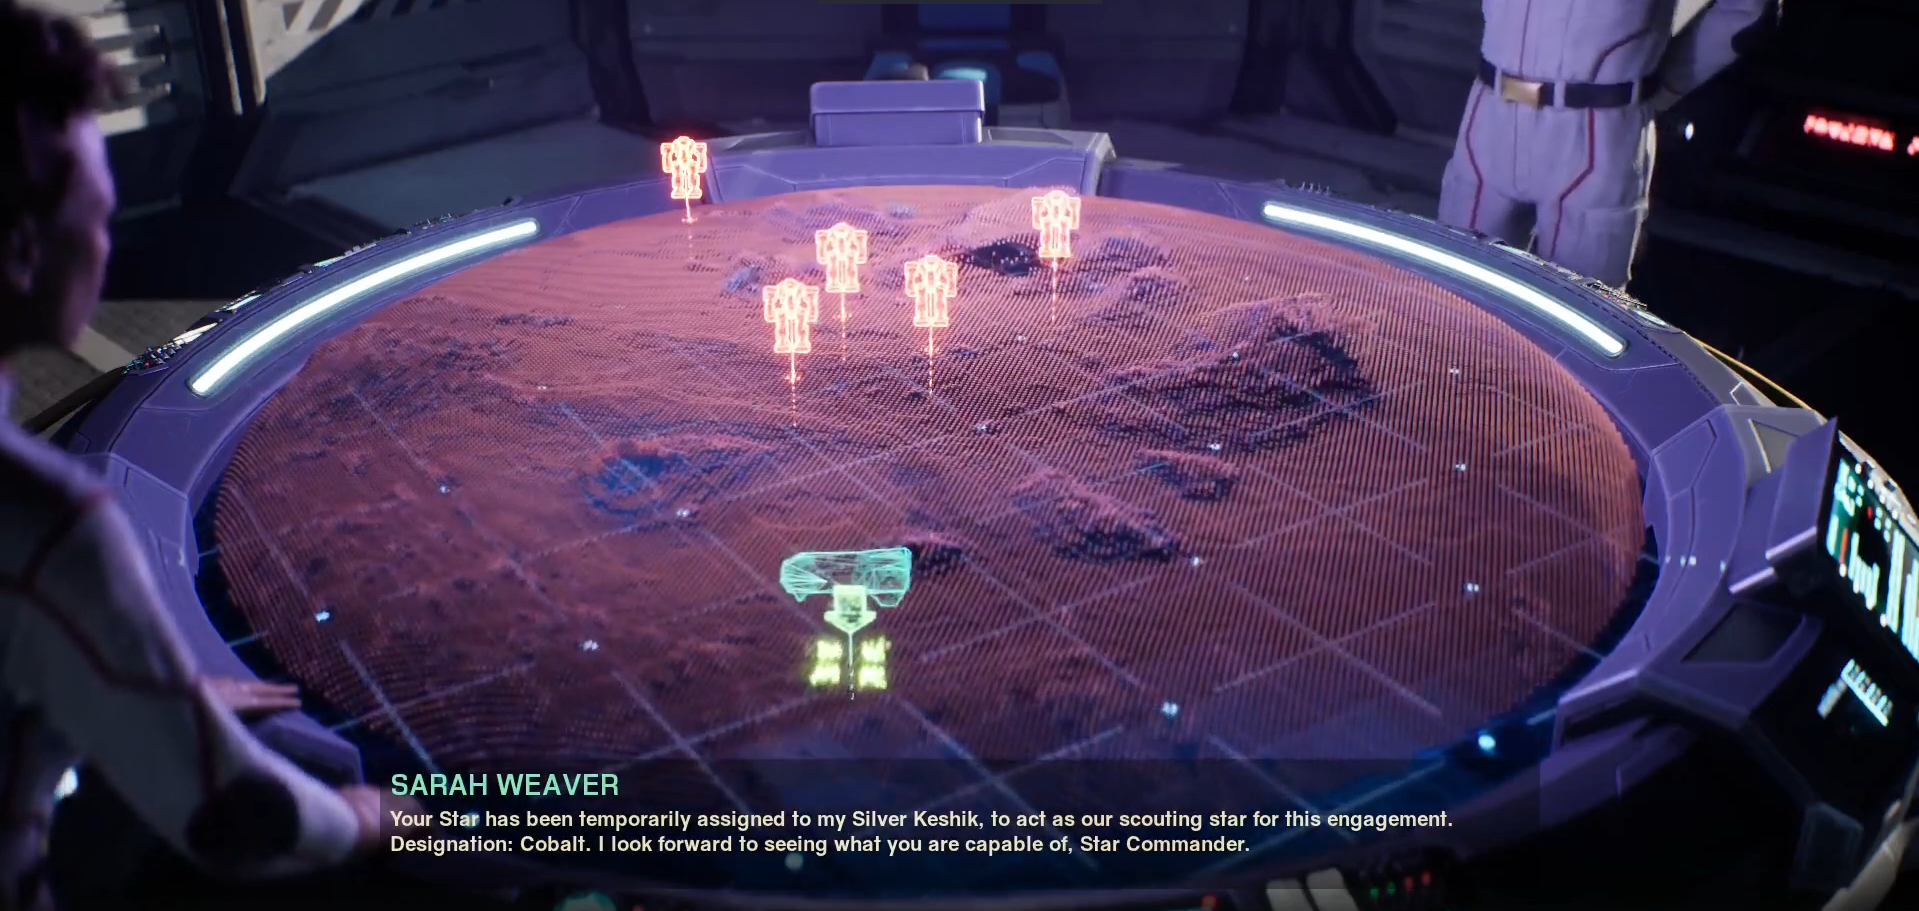 SARAH WEAVER
Your Star has been temporarily assigned to my Silver Keshik, to act as our scouting star for this engagement.
Designation: Cobalt. I look forward to seeing what you are capable of, Star Commander.